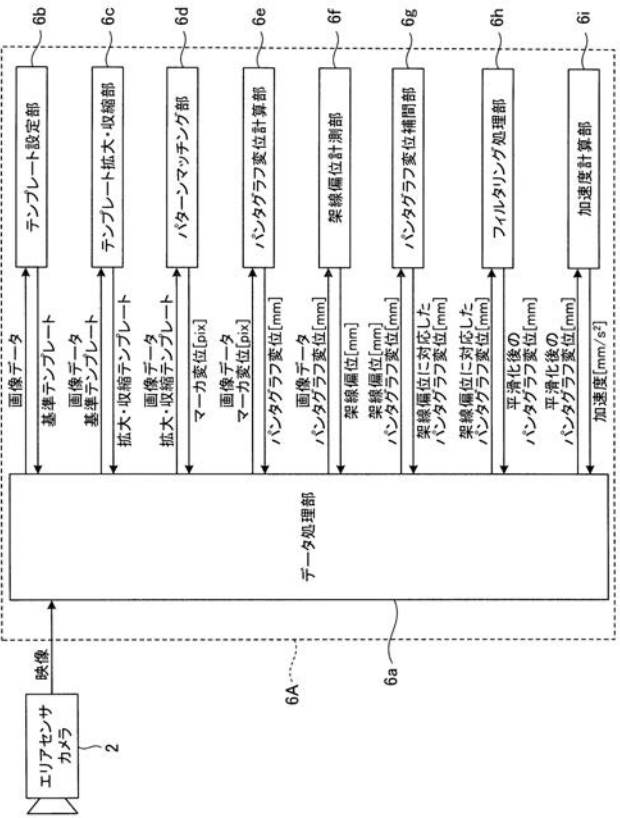 エリアセンサ
カメラ
2
映像
6A
データ処理部
6a
画像データ
基準テンプレート
テンプレート設定部
6b
画像データ
基準テンプレート
拡大・収縮テンプレート
テンプレート拡大・収縮部
6c
画像データ
拡大・収縮テンプレート
マーカ変位[pix]
パターンマッチング部
6d
画像データ
マーカ変位[pix]
パンタグラフ変位[mm]
パンタグラフ変位計算部
6e
画像データ
パンタグラフ変位[mm]
架線偏位[mm]
架線偏位計測部
6f
架線偏位[mm]
パンタグラフ変位[mm]
架線偏位に対応した
パンタグラフ変位[mm]
パンタグラフ変位補間部
6g
架線偏位に対応した
パンタグラフ変位[mm]
平滑化後の
パンタグラフ変位[mm]
フィルタリング処理部
6h
平滑化後の
パンタグラフ変位[mm]
加速度[mm/s²]
加速度計算部
6i